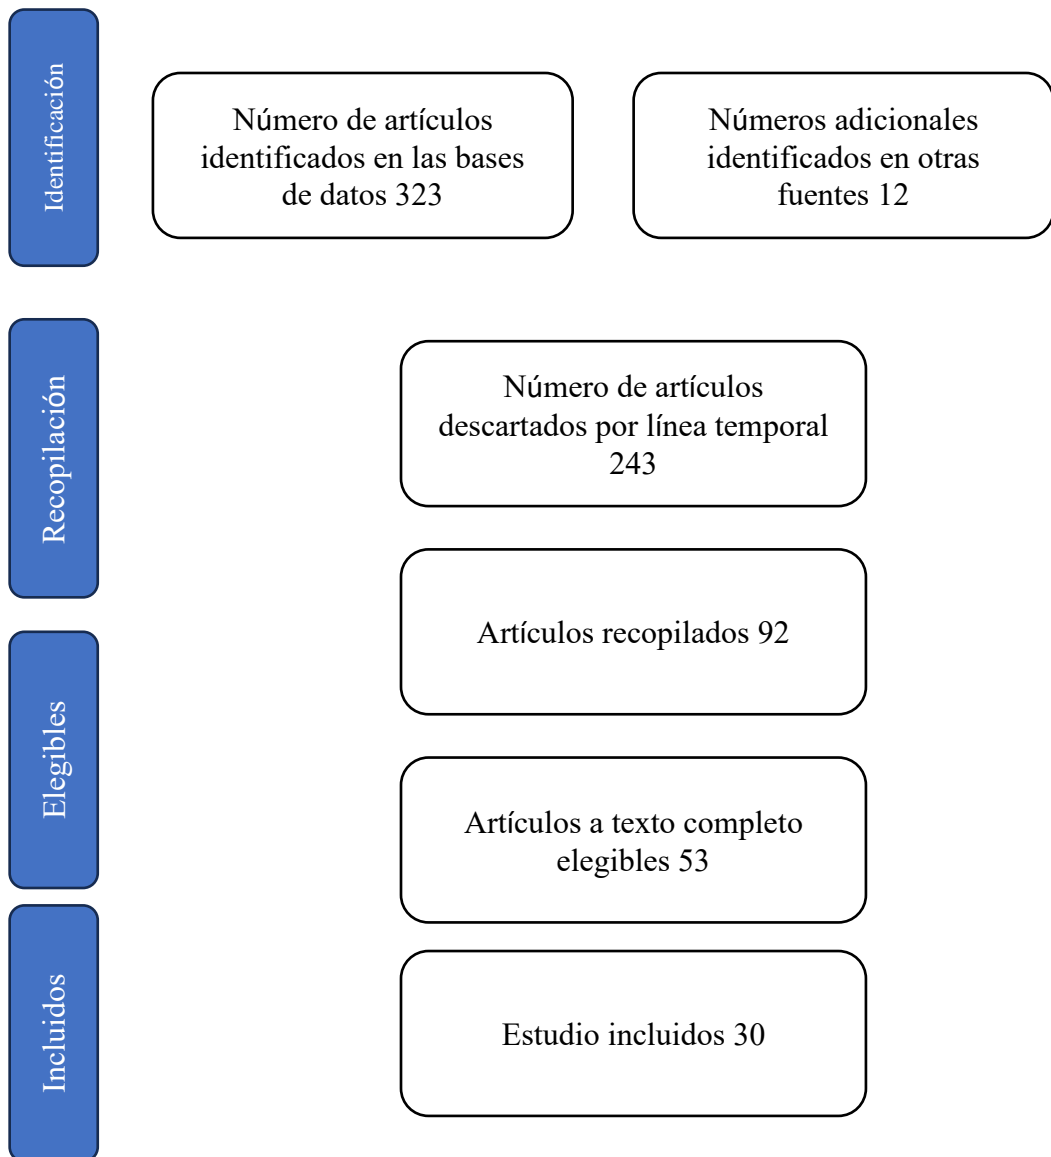 Identificación
Número de artículos
identificados en las bases
de datos 323
Números adicionales
identificados en otras
fuentes 12
Recopilación
Número de artículos
descartados por línea temporal
243
Artículos recopilados 92
Elegibles
Artículos a texto completo
elegibles 53
Incluidos
Estudio incluidos 30